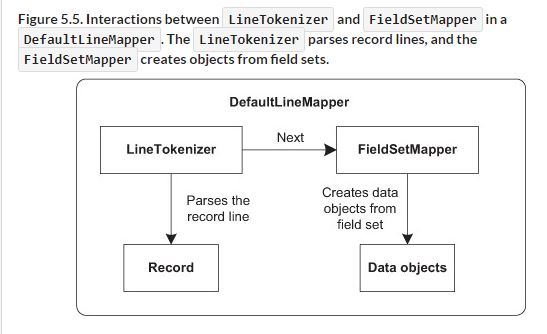 Figure 5.5. Interactions between LineTokenizer and FieldSetMapper in a
DefaultLineMapper . The LineTokenizer parses record lines, and the
FieldSetMapper creates objects from field sets.
DefaultLineMapper
LineTokenizer
Next
FieldSetMapper
Parses the
record line
Creates data
objects from
field set
Record
Data objects